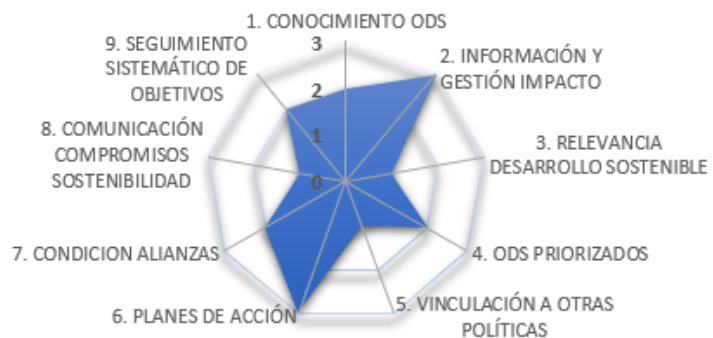 1. CONOCIMIENTO ODS
3
2
1
0
2. INFORMACIÓN Y
GESTIÓN IMPACTO
3. RELEVANCIA
DESARROLLO SOSTENIBLE
4. ODS PRIORIZADOS
5. VINCULACIÓN A OTRAS
POLÍTICAS
6. PLANES DE ACCIÓN
7. CONDICION ALIANZAS
8. COMUNICACIÓN
COMPROMISOS
SOSTENIBILIDAD
9. SEGUIMIENTO
SISTEMÁTICO DE
OBJETIVOS